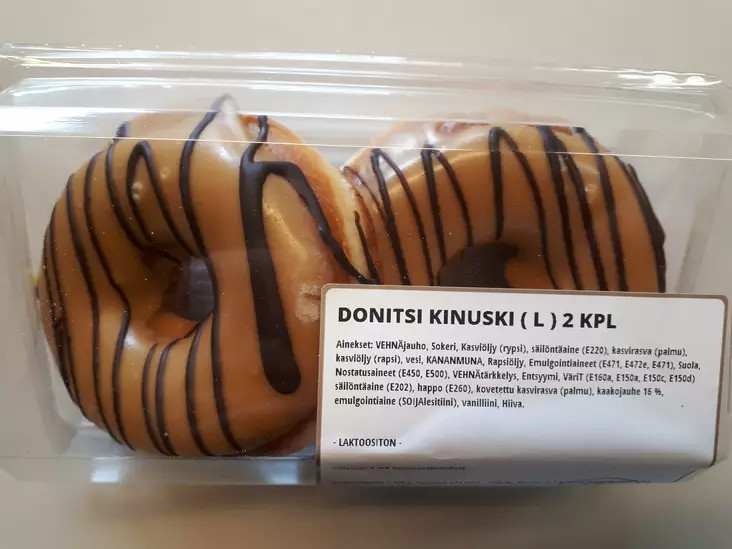 DONITSI KINUSKI ( L ) 2 KPL
Ainekset: VEHNÄjauho, Sokeri, Kasviöljy (rypsi), säilöntäaine (E220), kasvirasva (palmu),
kasviöljy (rapsi), vesi, KANANMUNA, Rapsiöljy, Emulgointiaineet (E471, E472e, E471), Suola,
Nostatusaineet (E450, E500), VEHNÄtärkkelys, Entsyymi, VäriT (E160a, E150a, E150c, E150d)
säilöntäaine (E202), happo (E260), kovetettu kasvirasva (palmu), kaakojauhe 16 %,
emulgointiaine (SOIJAlesitiini), vanilliini, Hiiva.
- LAKTOOSITON -